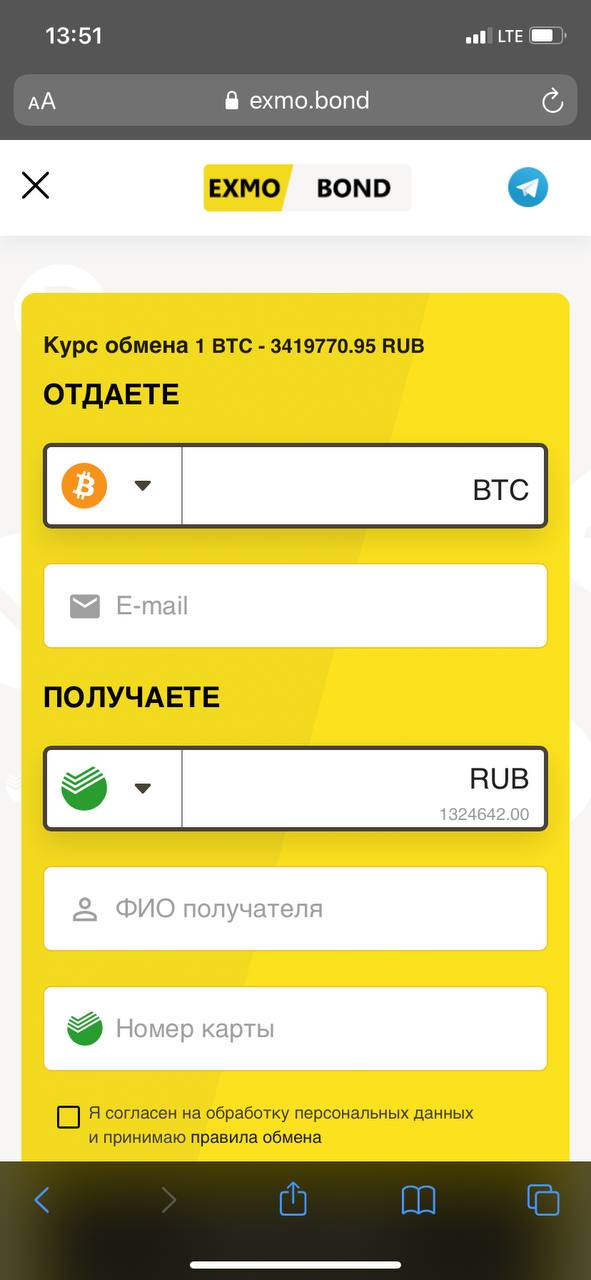 13:51
LTE
AA
exmo.bond
EXMO BOND
Курс обмена 1 BTC - 3419770.95 RUB
ОТДАЕТЕ
BTC
E-mail
ПОЛУЧАЕТЕ
RUB
1324642.00
ФИО получателя
Номер карты
Я согласен на обработку персональных данных
и принимаю правила обмена